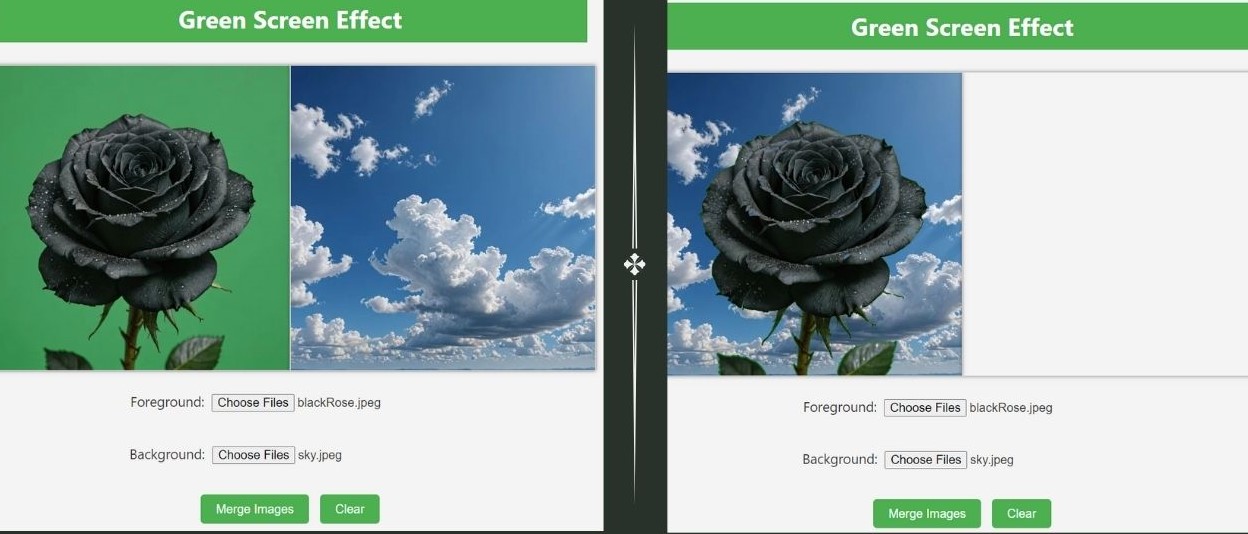 Green Screen Effect
Foreground: Choose Files blackRose.jpeg
Background: Choose Files sky.jpeg
Merge Images Clear
Green Screen Effect
Foreground: Choose Files blackRose.jpeg
Background: Choose Files sky.jpeg
Merge Images Clear